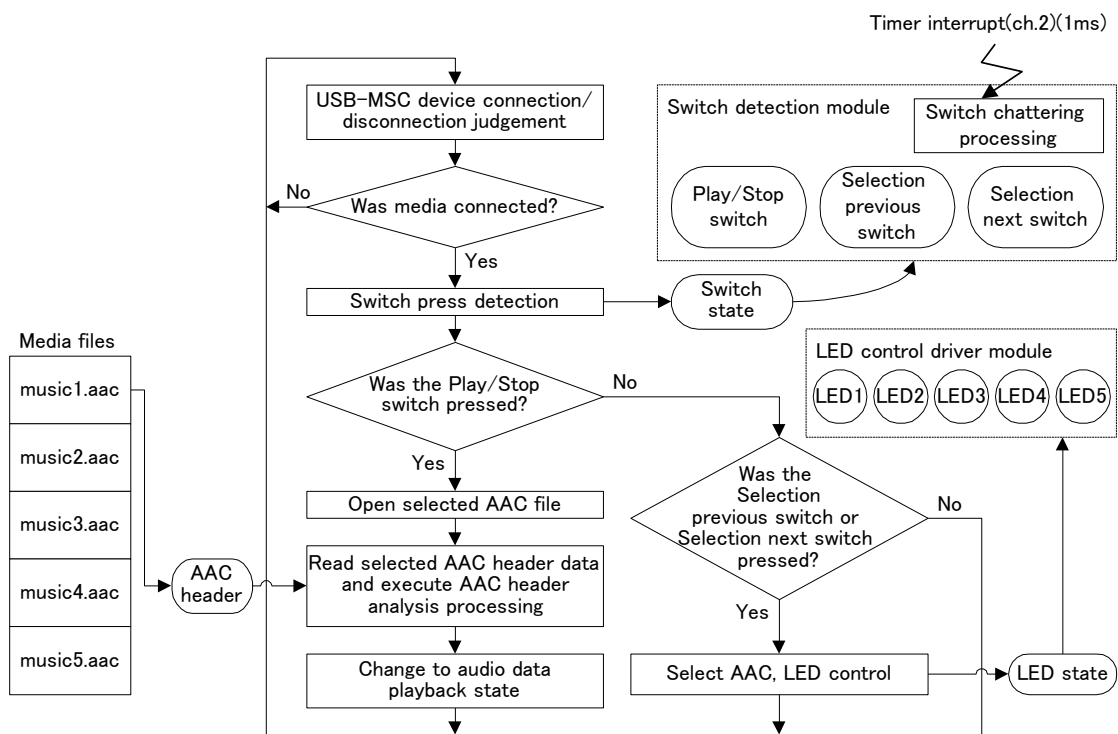 Timer interrupt(ch.2)(1ms)
USB-MSC device connection/
disconnection judgement
Switch detection module
Switch chattering
processing
No
Was media connected?
Play/Stop
switch
Selection
previous
switch
Selection
next switch
Yes
Switch press detection
Switch
state
Media files
music1.aac
music2.aac
music3.aac
music4.aac
music5.aac
LED control driver module
LED1
LED2
LED3
LED4
LED5
Was the Play/Stop
switch pressed?
No
Yes
Was the
Selection
previous switch or
Selection next switch
pressed?
No
Open selected AAC file
AAC
header
Read selected AAC header data
and execute AAC header
analysis processing
Yes
Change to audio data
playback state
Select AAC, LED control
LED state